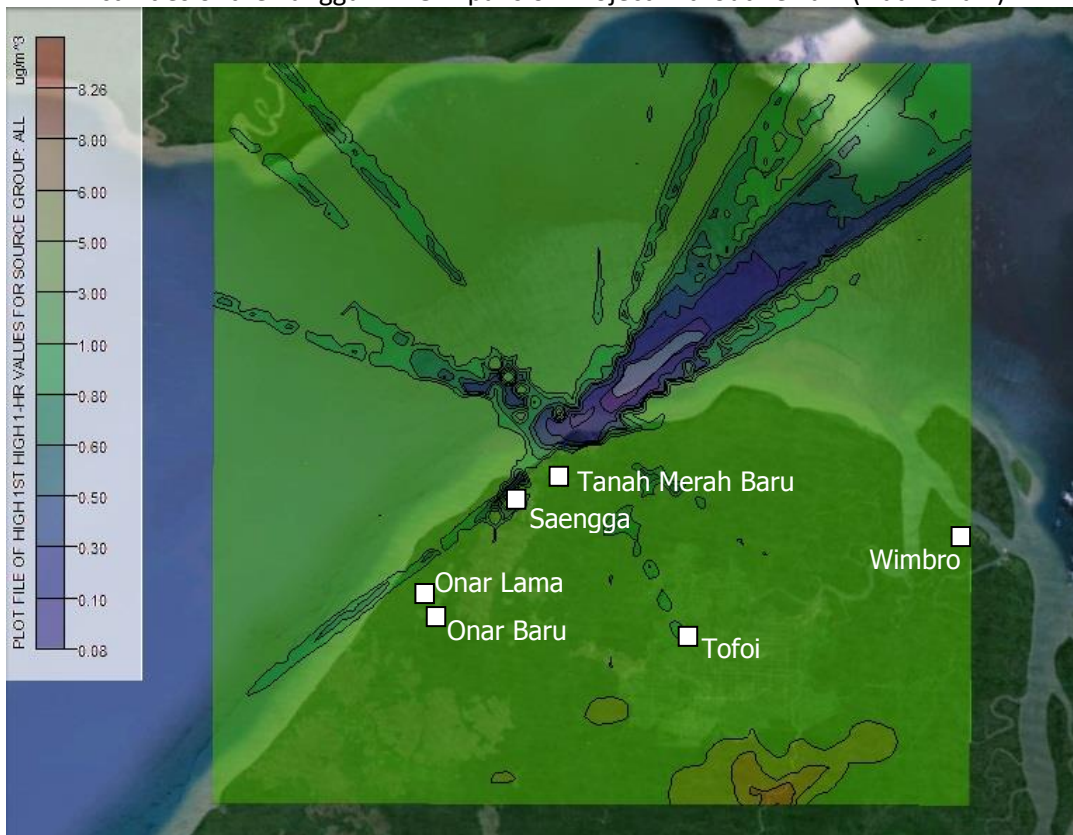 ug/m^3
PLOT FILE OF HIGH 1ST HIGH 1-HR VALUES FOR SOURCE GROUP: ALL
8.26
8.00
6.00
5.00
3.00
1.00
0.80
0.60
0.50
0.30
0.10
0.08
Tanah Merah Baru
Saengga
Wimbro
Onar Lama
Onar Baru
Tofoi